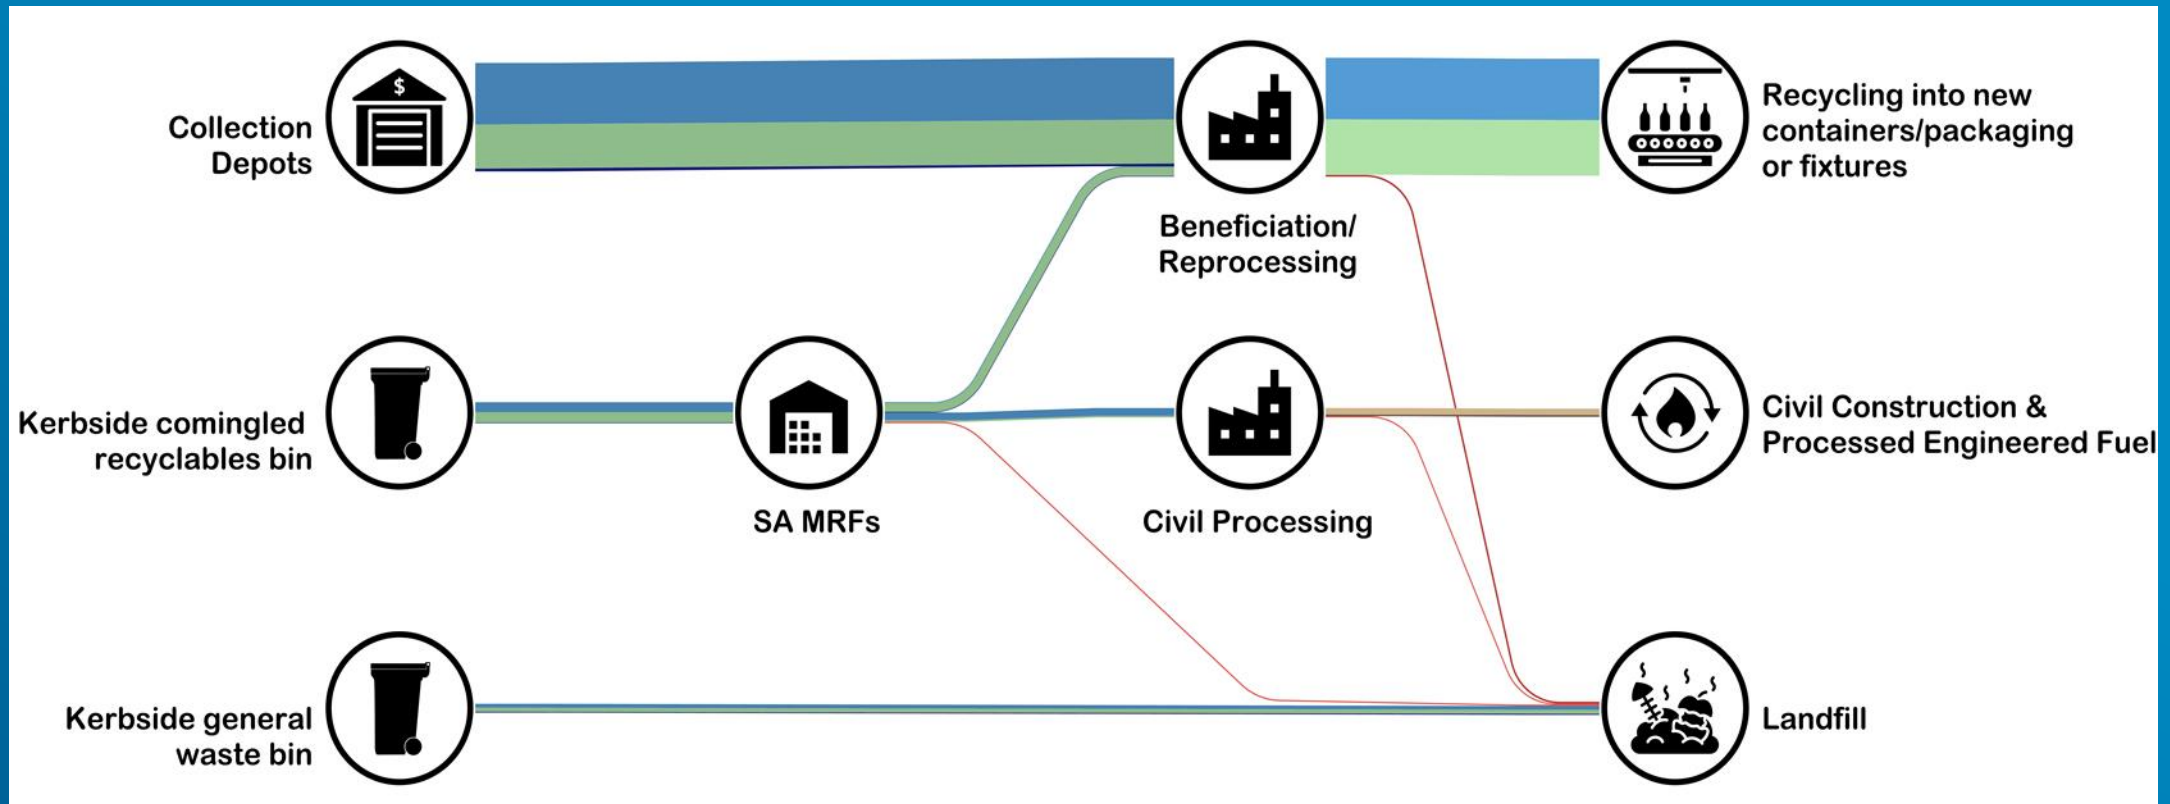 $
Collection
Depots
Beneficiation/
Reprocessing
Recycling into new
containers/packaging
or fixtures
Kerbside comingled
recyclables bin
SA MRFs
Civil Processing
Civil Construction &
Processed Engineered Fuel
Kerbside general
waste bin
Landfill